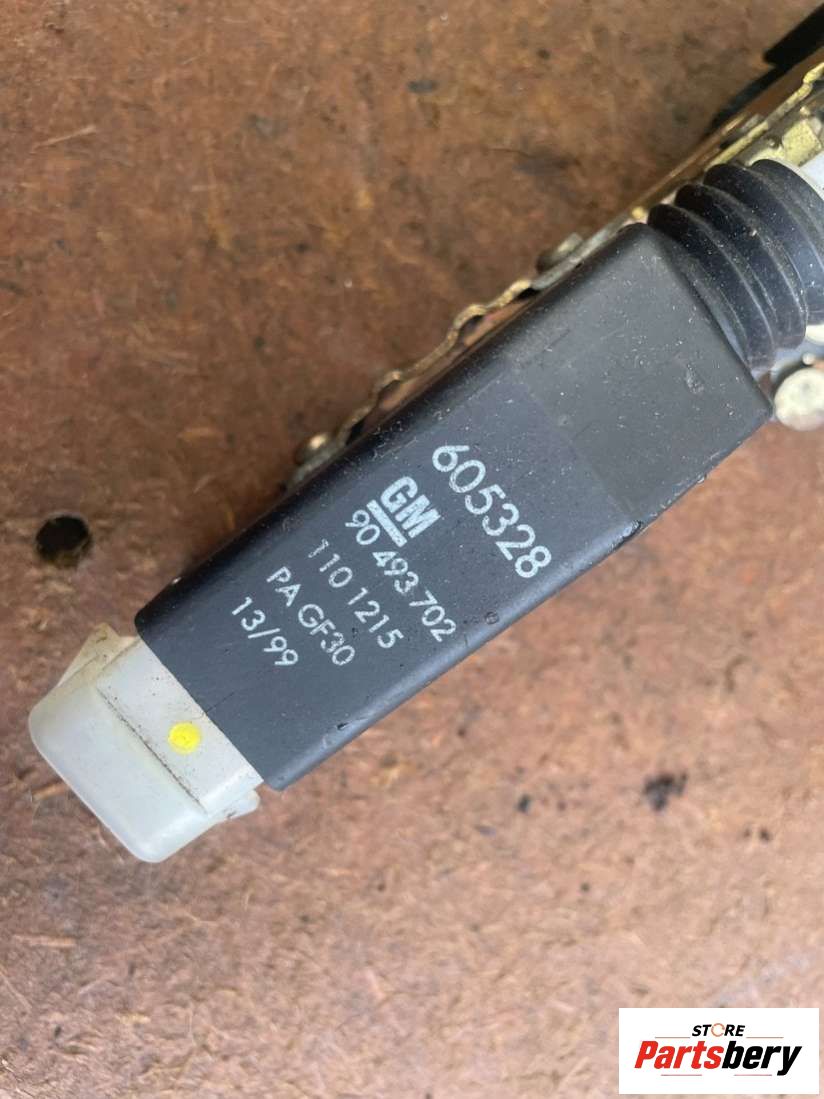 605328
GM
90 493 702
110 1215
PA GF30
13/99
STORE
Partsbery